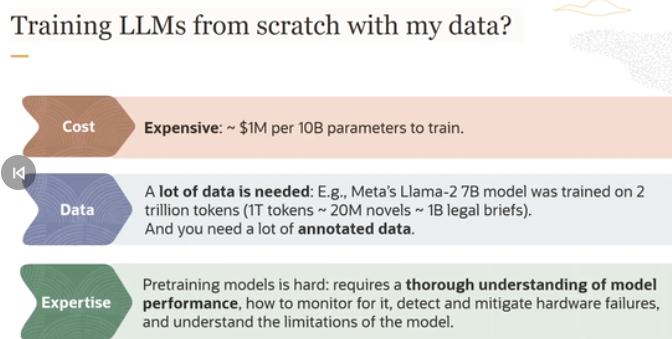 Training LLMs from scratch with my data?
Cost
Expensive: ~ $1M per 10B parameters to train.
Data
A lot of data is needed: E.g., Meta's Llama-2 7B model was trained on 2
trillion tokens (1T tokens ~ 20M novels ~ 1B legal briefs).
And you need a lot of annotated data.
Expertise
Pretraining models is hard: requires a thorough understanding of model
performance, how to monitor for it, detect and mitigate hardware failures,
and understand the limitations of the model.